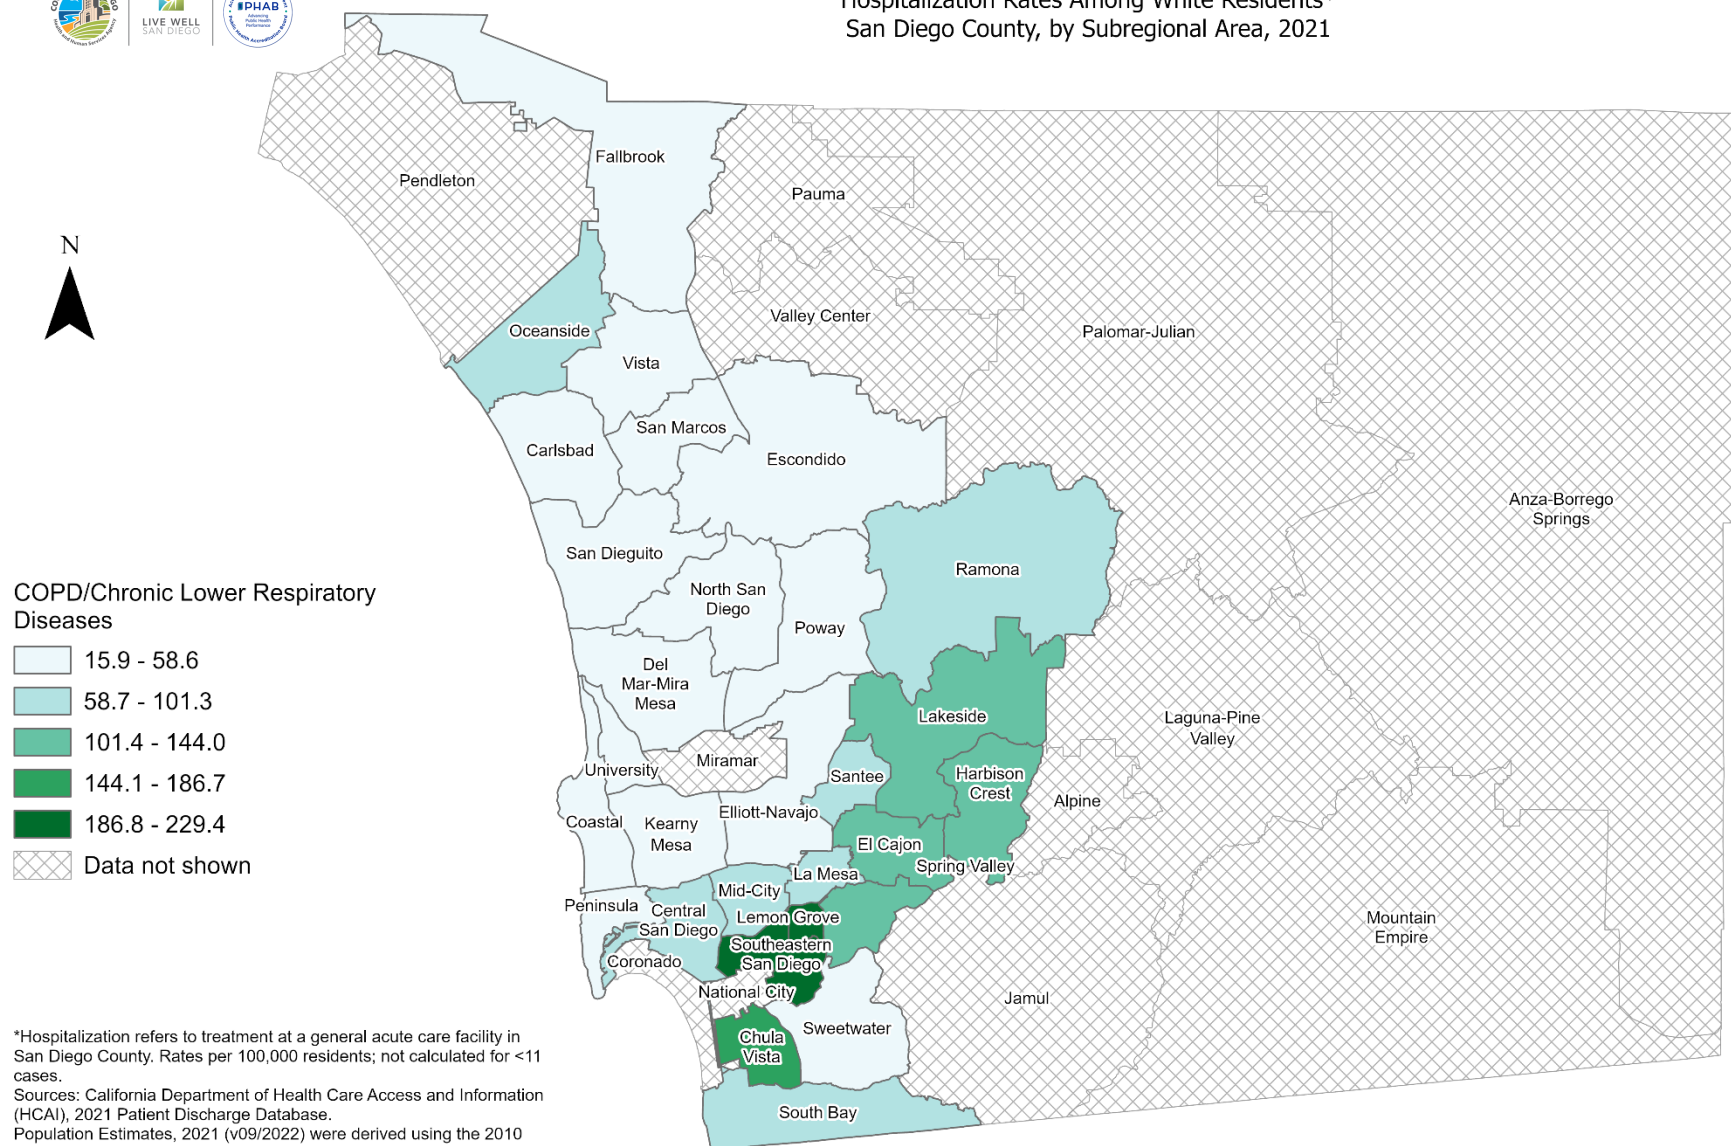 PHAB
Advancing
Public Health
Performance
LIVE WELL
SAN DIEGO
Hospitalization Rates Among White Residents*
San Diego County, by Subregional Area, 2021
Fallbrook
Pendleton
Pauma
N
Valley Center
Oceanside
Palomar-Julian
Vista
San Marcos
Carlsbad
Escondido
Anza-Borrego
Springs
San Dieguito
Ramona
North San
Diego
Poway
Del
Mar-Mira
Mesa
Lakeside
Laguna-Pine
Valley
Miramar
University
Santee
Harbison
Crest
Alpine
Elliott-Navajo
Coastal
Kearny
Mesa
El Cajon
Spring Valley
La Mesa
Mid-City
Peninsula
Central
San Diego
Lemon Grove
Mountain
Empire
Southeastern
San Diego
Coronado
National City
Jamul
Sweetwater
Chula
Vista
South Bay
COPD/Chronic Lower Respiratory
Diseases
15.9 - 58.6
58.7 - 101.3
101.4 - 144.0
144.1 - 186.7
186.8 - 229.4
Data not shown
*Hospitalization refers to treatment at a general acute care facility in
San Diego County. Rates per 100,000 residents; not calculated for <11
cases.
Sources: California Department of Health Care Access and Information
(HCAI), 2021 Patient Discharge Database.
Population Estimates, 2021 (v09/2022) were derived using the 2010